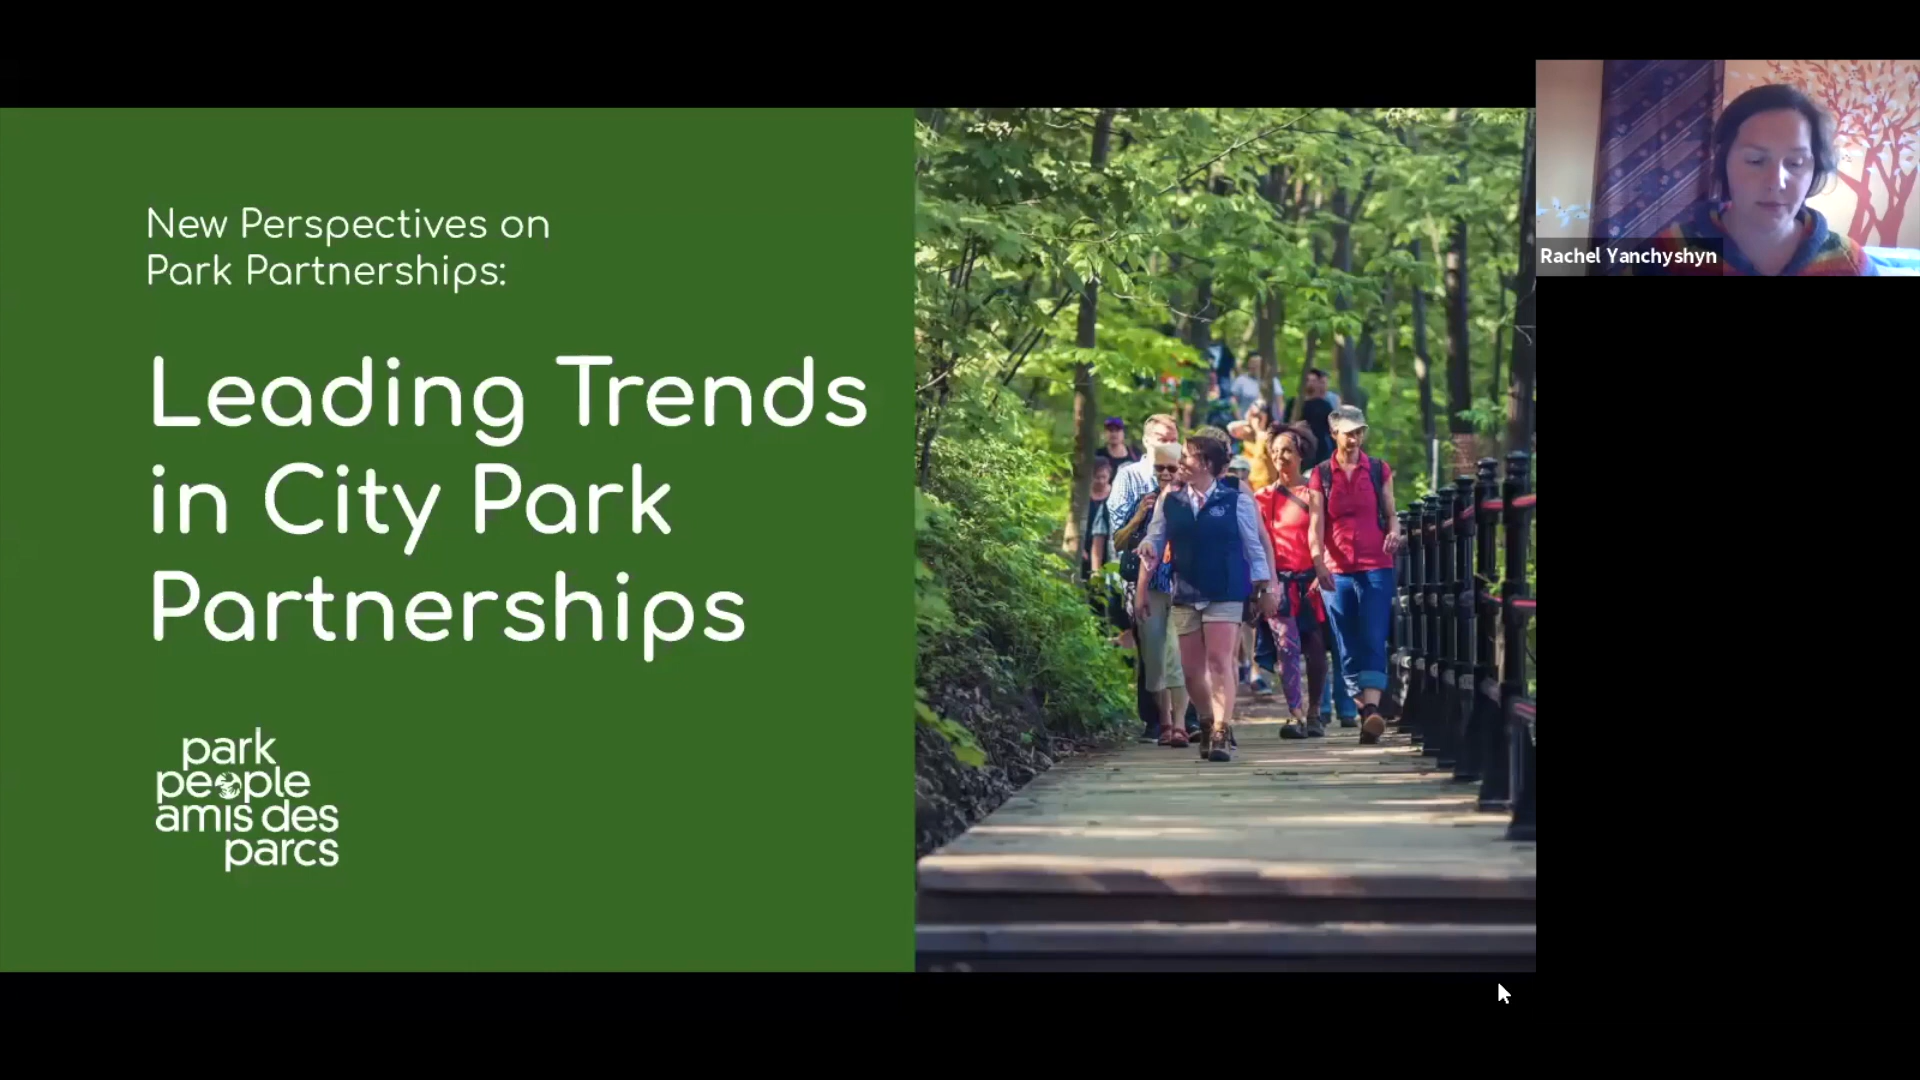 New Perspectives on
Park Partnerships:
Leading Trends
in City Park
Partnerships
park
people
amis des
parcs
Rachel Yanchyshyn